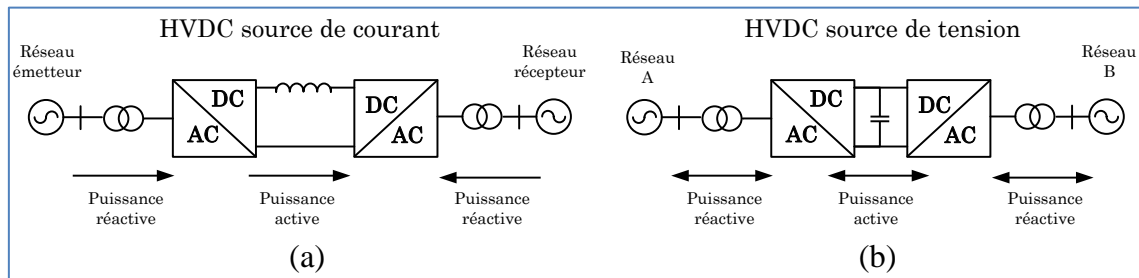 HVDC source de courant
Réseau
émetteur
DC
AC
DC
AC
Réseau
récepteur
Puissance
réactive
Puissance
active
Puissance
réactive
(a)
HVDC source de tension
Réseau
A
DC
AC
DC
AC
Réseau
B
Puissance
réactive
Puissance
active
Puissance
réactive
(b)